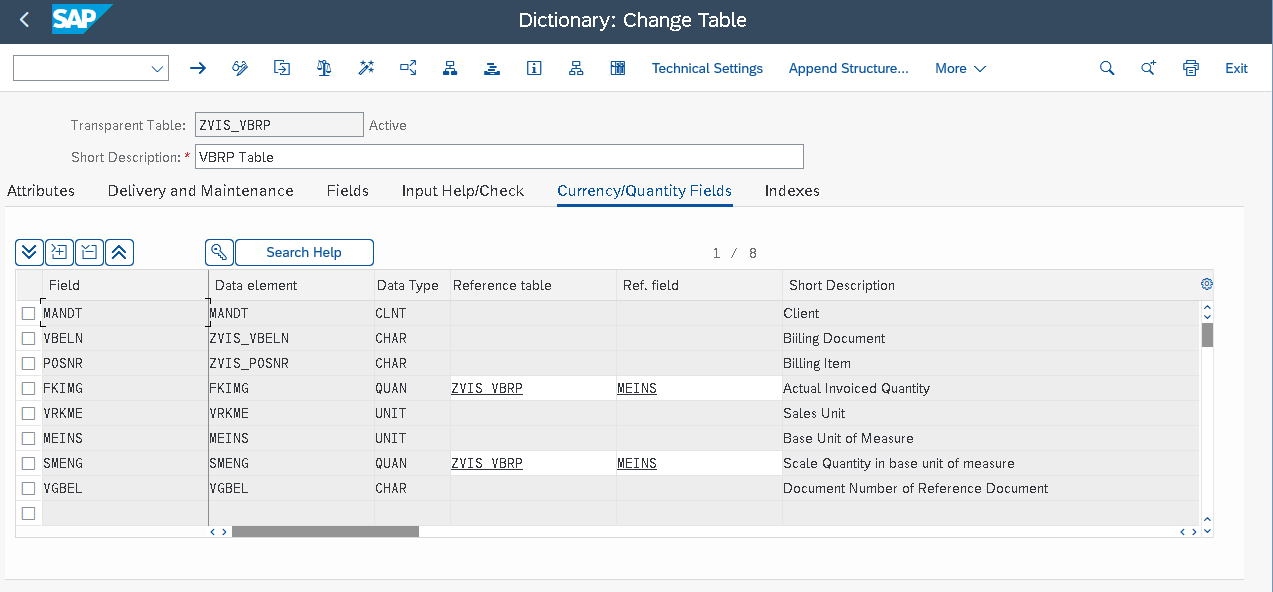 SAP Dictionary: Change Table
Technical Settings Append Structure... More Exit
Transparent Table: ZVIS_VBRP Active
Short Description: * VBRP Table
Attributes Delivery and Maintenance Fields Input Help/Check Currency/Quantity Fields Indexes
Search Help 1 / 8
Field Data element Data Type Reference table Ref. field Short Description
MANDT MANDT CLNT Client
VBELN ZVIS_VBELN CHAR Biiling Document
POSNR ZVIS_POSNR CHAR Billing Item
FKIMG FKIMG QUAN ZVIS_VBRP MEINS Actual Invoiced Quantity
VRKME VRKME UNIT Sales Unit
MEINS MEINS UNIT Base Unit of Measure
SMENG SMENG QUAN ZVIS_VBRP MEINS Scale Quantity in base unit of measure
VGBEL VGBEL CHAR Document Number of Reference Document